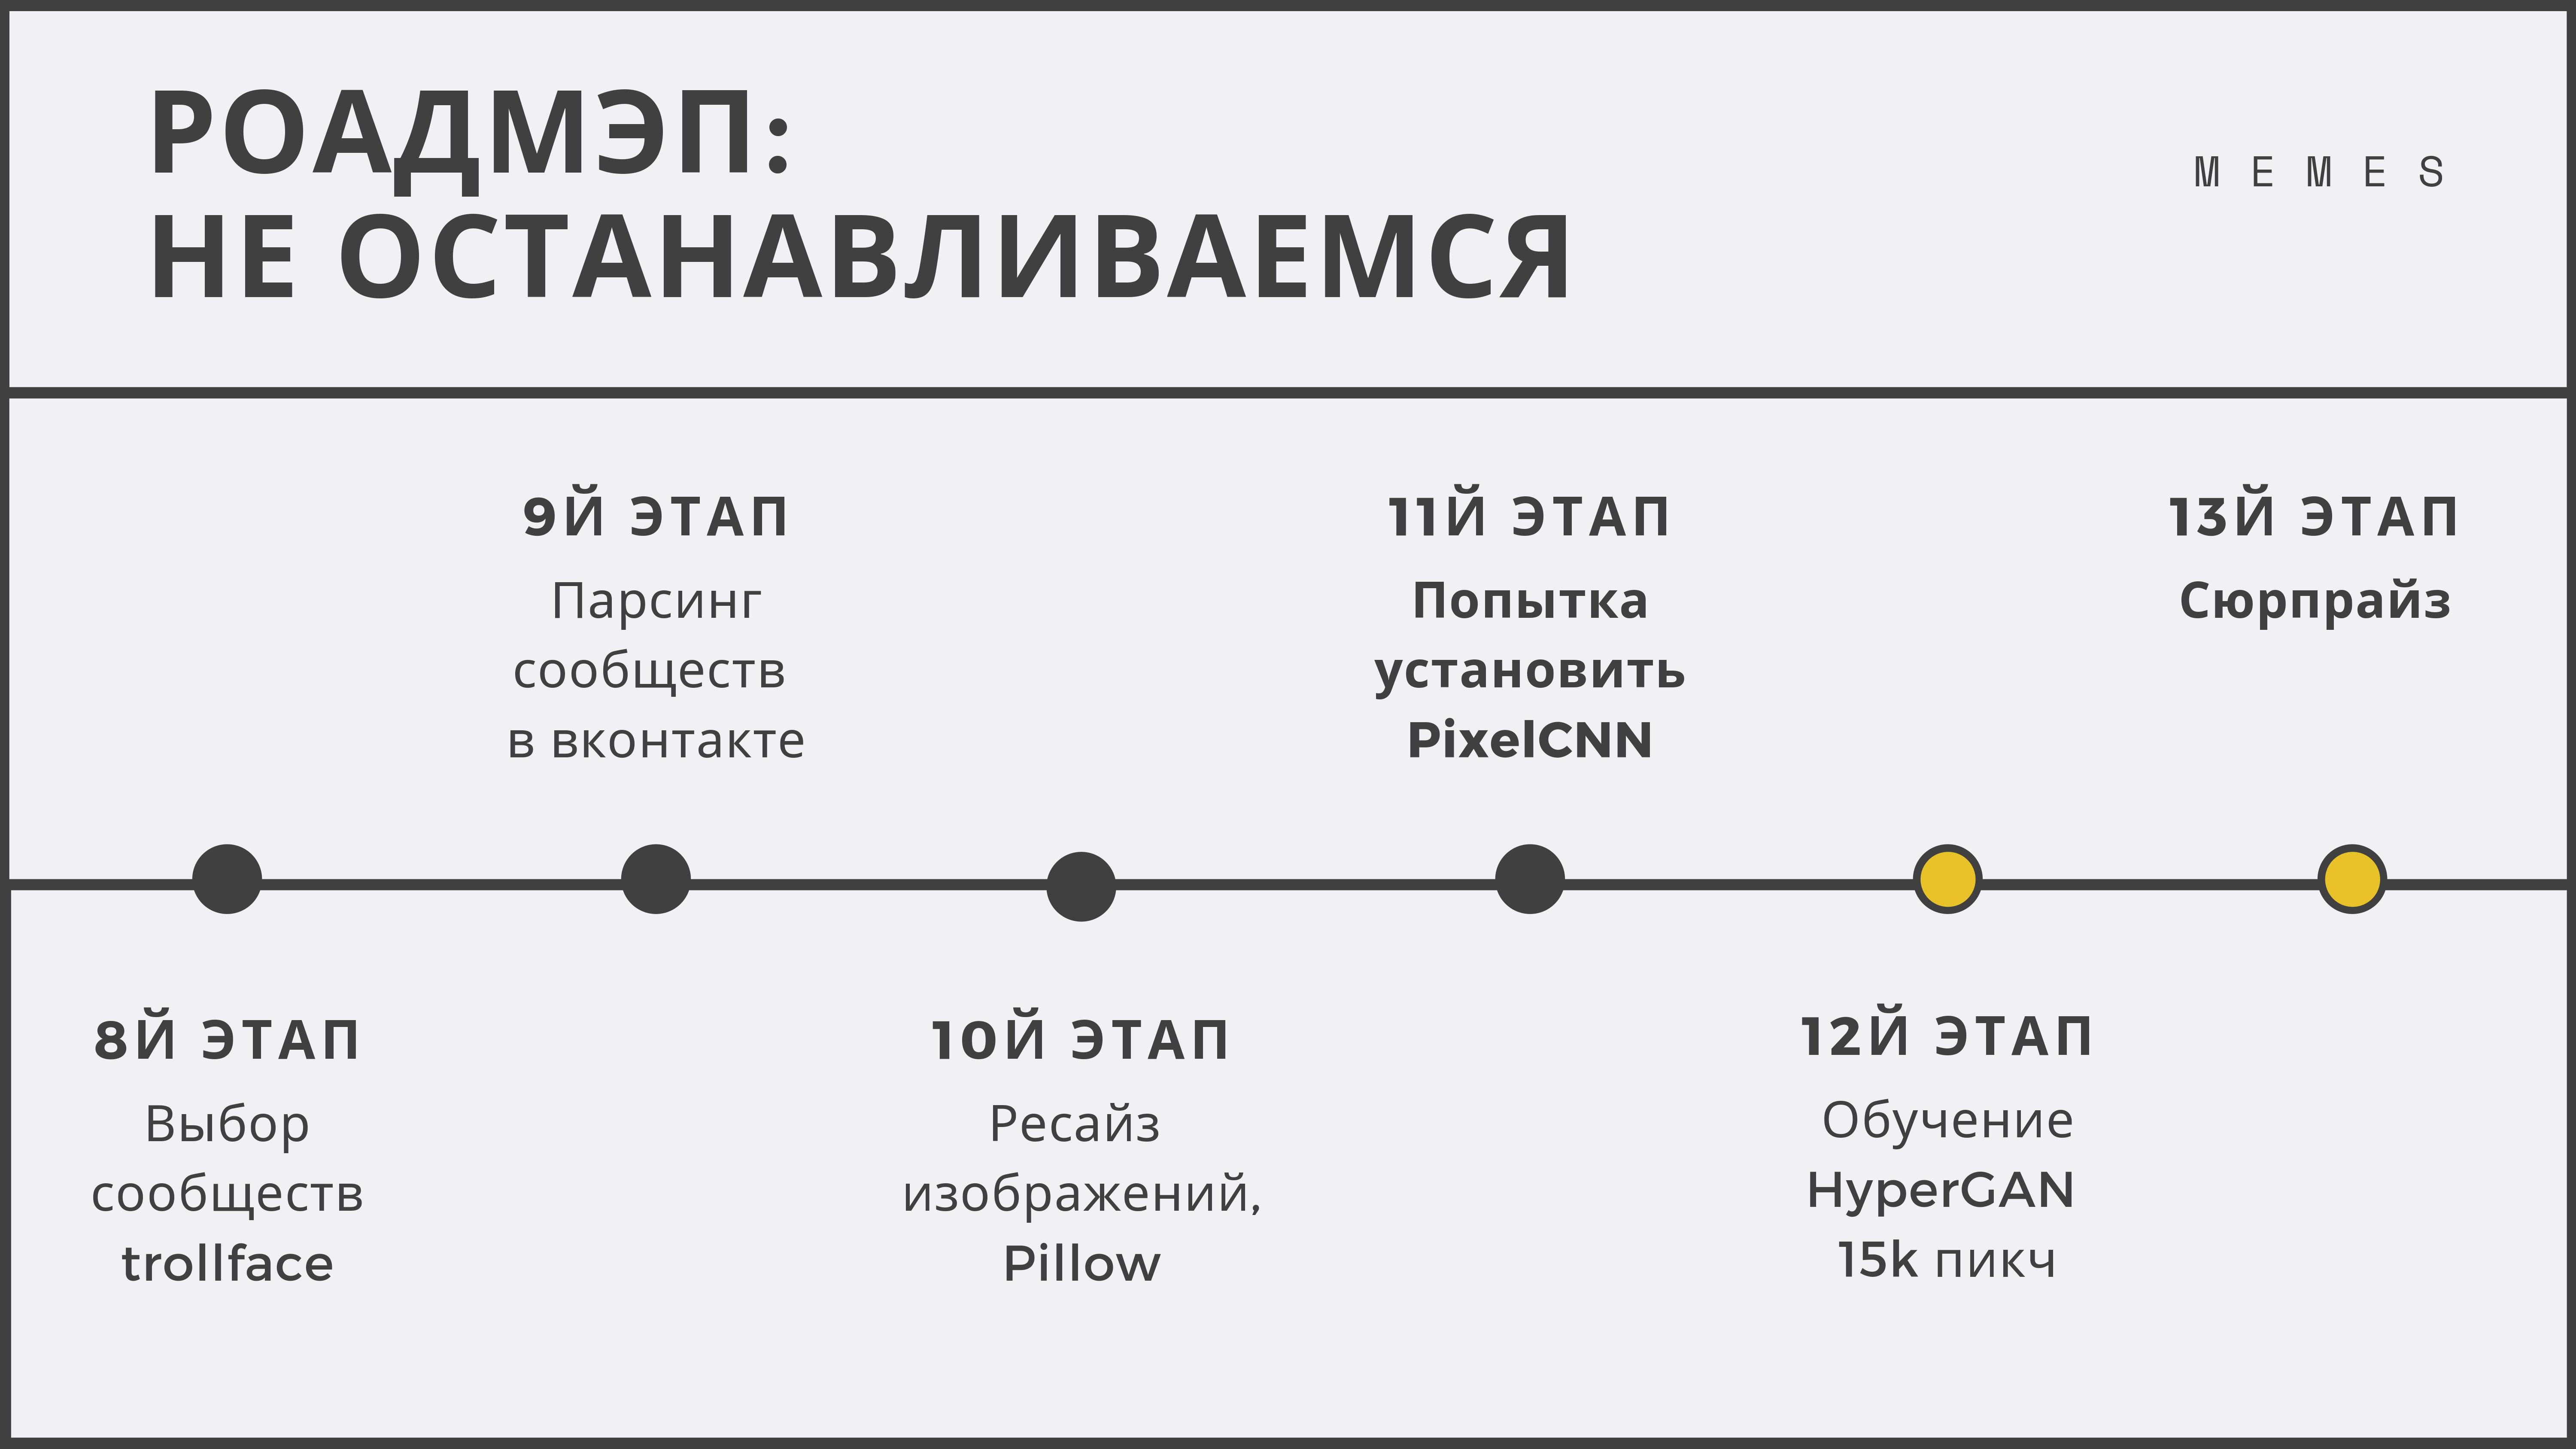 РОАДМЭП:
НЕ ОСТАНАВЛИВАЕМСЯ
MEMES
8Й ЭТАП
Выбор
сообществ
trollface
9Й ЭТАП
Парсинг
сообществ
в вконтакте
10Й ЭТАП
Ресайз
изображений,
Pillow
11Й ЭТАП
Попытка
установить
PixelCNN
12Й ЭТАП
Обучение
HyperGAN
15k пикч
13Й ЭТАП
Сюрпрайз